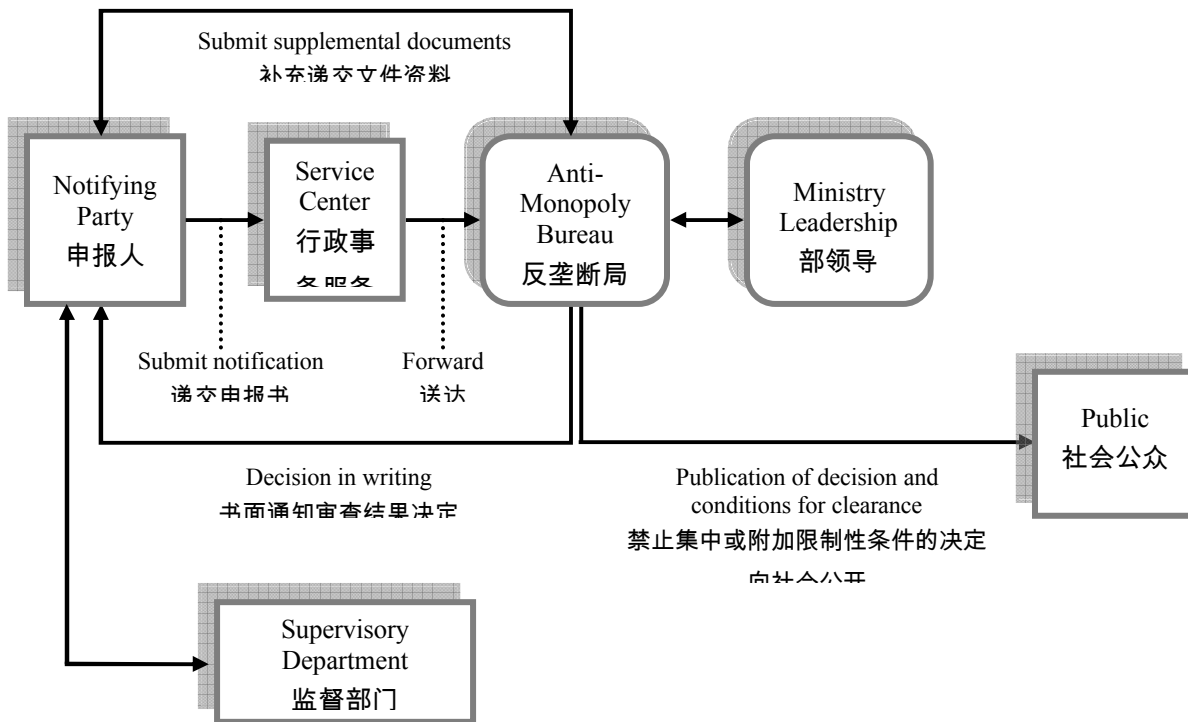 Submit supplemental documents
补充递交文件资料
Notifying
Party
申报人
Service
Center
行政事
务服务
Anti-
Monopoly
Bureau
反垄断局
Ministry
Leadership
部领导
Submit notification
递交申报书
Forward
送达
Public
社会公众
Decision in writing
书面通知审查结果决定
Publication of decision and
conditions for clearance
禁止集中或附加限制性条件的决定
向社会公开
Supervisory
Department
监督部门